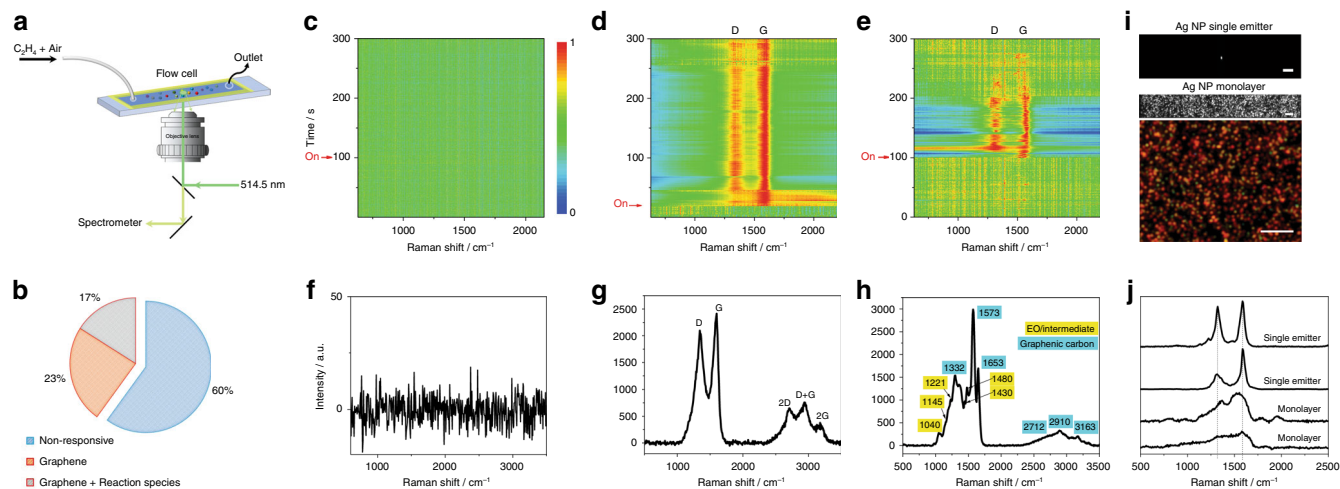 a
C₂H₄ + Air
Outlet
Flow cell
Objective lens
514.5 nm
Spectrometer
b
17%
23%
60%
Non-responsive
Graphene
Graphene + Reaction species
c
300
200
100
0
Time / s
On
1000 1500 2000
Raman shift / cm⁻¹
1
0
d
D G
300
200
100
0
On
1000 1500 2000
Raman shift / cm⁻¹
e
D G
300
200
100
0
On
1000 1500 2000
Raman shift / cm⁻¹
f
50
0
Intensity / a.u.
1000 2000 3000
Raman shift / cm⁻¹
g
2500
2000
1500
1000
500
0
D
G
2D
D+G
2G
1000 2000 3000
Raman shift / cm⁻¹
h
3000
2500
2000
1500
1000
500
0
1573
EO/intermediate
Graphenic carbon
1332
1653
1221
1480
1145
1430
1040
2712
2910
3163
500 1000 1500 2000 2500 3000 3500
Raman shift / cm⁻¹
i
Ag NP single emitter
Ag NP monolayer
j
Single emitter
Single emitter
Monolayer
Monolayer
500 1000 1500 2000 2500
Raman shift / cm⁻¹